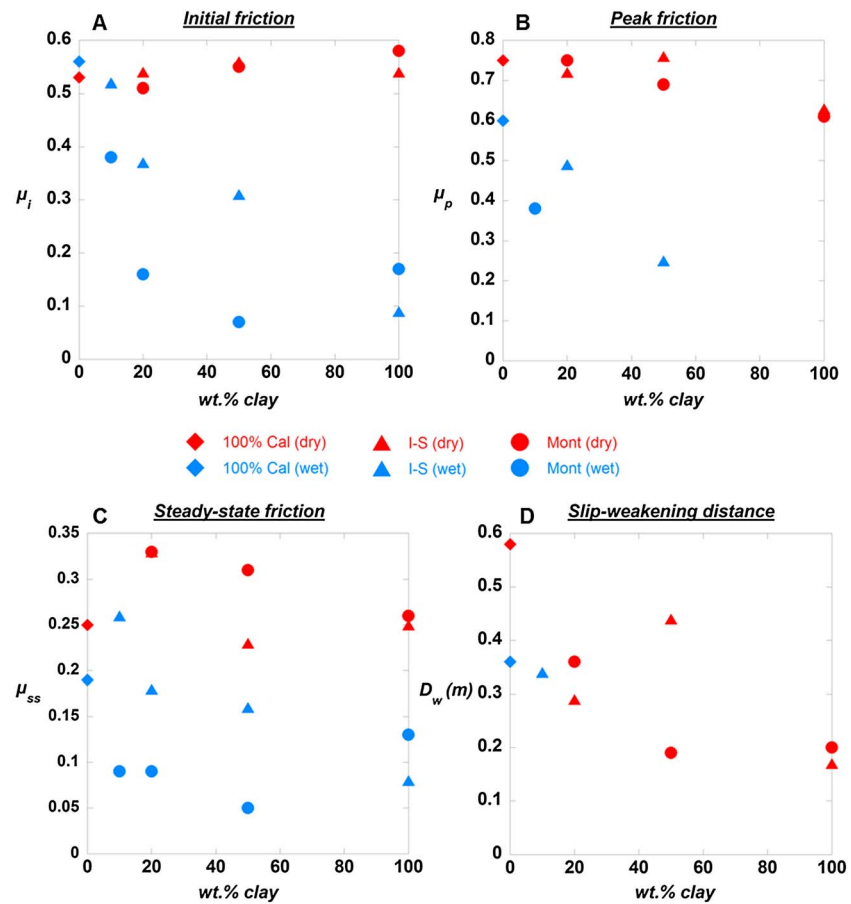 A Initial friction
0.6
0.5
0.4
0.3
0.2
0.1
0
μi
0 20 40 60 80 100
wt.% clay
B Peak friction
0.8
0.7
0.6
0.5
0.4
0.3
0.2
0.1
0
μp
0 20 40 60 80 100
wt.% clay
100% Cal (dry) I-S (dry) Mont (dry)
100% Cal (wet) I-S (wet) Mont (wet)
C Steady-state friction
0.35
0.3
0.25
0.2
0.15
0.1
0.05
0
μss
0 20 40 60 80 100
wt.% clay
D Slip-weakening distance
0.6
0.5
0.4
0.3
0.2
0.1
0
Dw (m)
0 20 40 60 80 100
wt.% clay